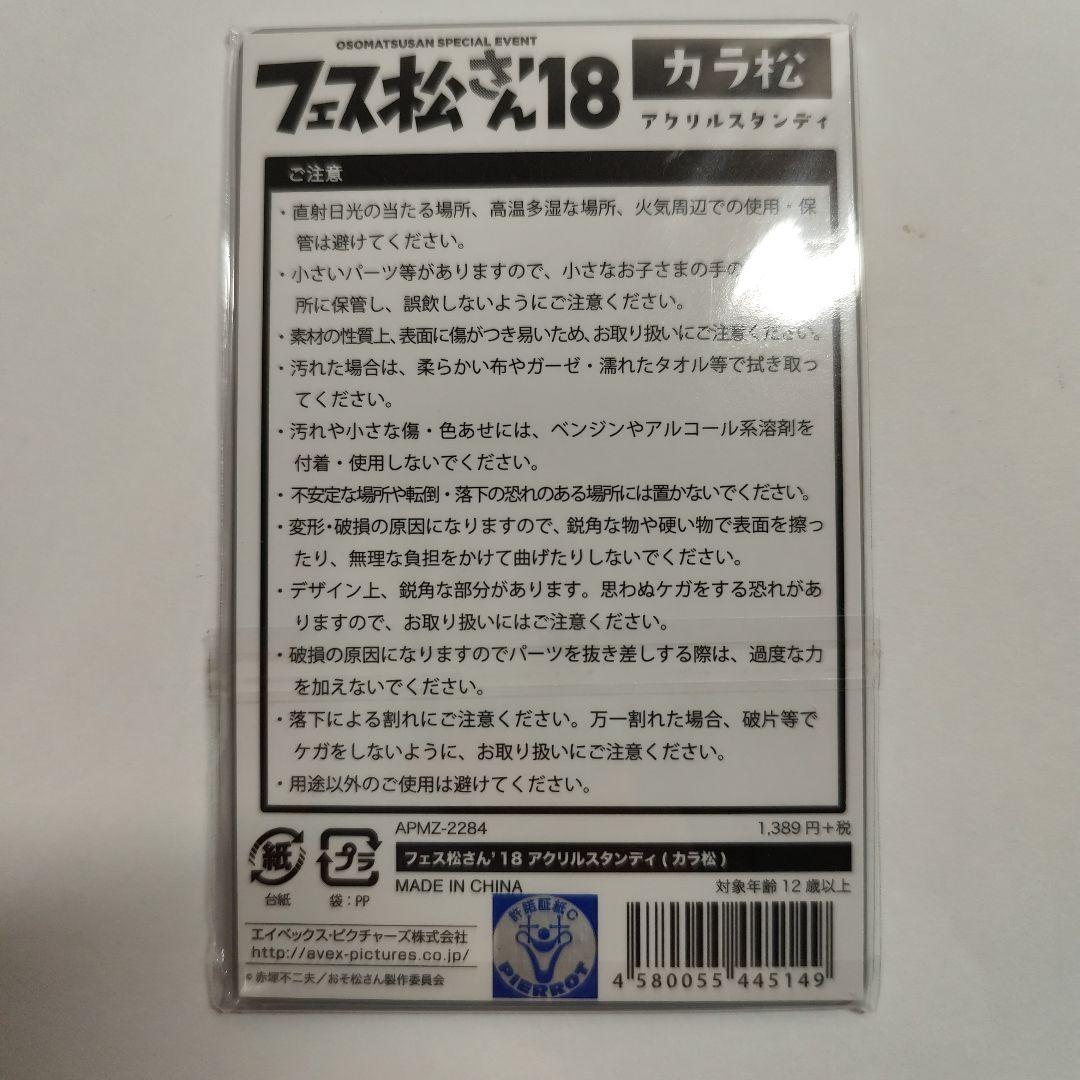 OSOMATSUSAN SPECIAL EVENT
フェス松さん'18
カラ松
アクリルスタンディ
ご注意
・直射日光の当たる場所、高温多湿な場所、火気周辺での使用・保
管は避けてください。
・小さいパーツ等がありますので、小さなお子さまの手の
所に保管し、誤飲しないようにご注意ください。
・素材の性質上、表面に傷がつき易いため、お取り扱いにご注意ください。
・汚れた場合は、柔らかい布やガーゼ・濡れたタオル等で拭き取っ
てください。
・汚れや小さな傷・色あせには、ベンジンやアルコール系溶剤を
付着・使用しないでください。
・不安定な場所や転倒・落下の恐れのある場所には置かないでください。
・変形・破損の原因になりますので、鋭角な物や硬い物で表面を擦っ
たり、無理な負担をかけて曲げたりしないでください。
・デザイン上、鋭角な部分があります。思わぬケガをする恐れがあ
りますので、お取り扱いにはご注意ください。
・破損の原因になりますのでパーツを抜き差しする際は、過度な力
を加えないでください。
・落下による割れにご注意ください。万一割れた場合、破片等で
ケガをしないように、お取り扱いにご注意ください。
・用途以外のご使用は避けてください。
紙
台紙
プラ
袋：PP
APMZ-2284
1,389円+税
フェス松さん'18 アクリルスタンディ(カラ松)
MADE IN CHINA
対象年齢12歳以上
エイベックス・ピクチャーズ株式会社
http://avex-pictures.co.jp/
©赤塚不二夫／おそ松さん製作委員会
許諾証紙C
PIERROT
4 580055 445149